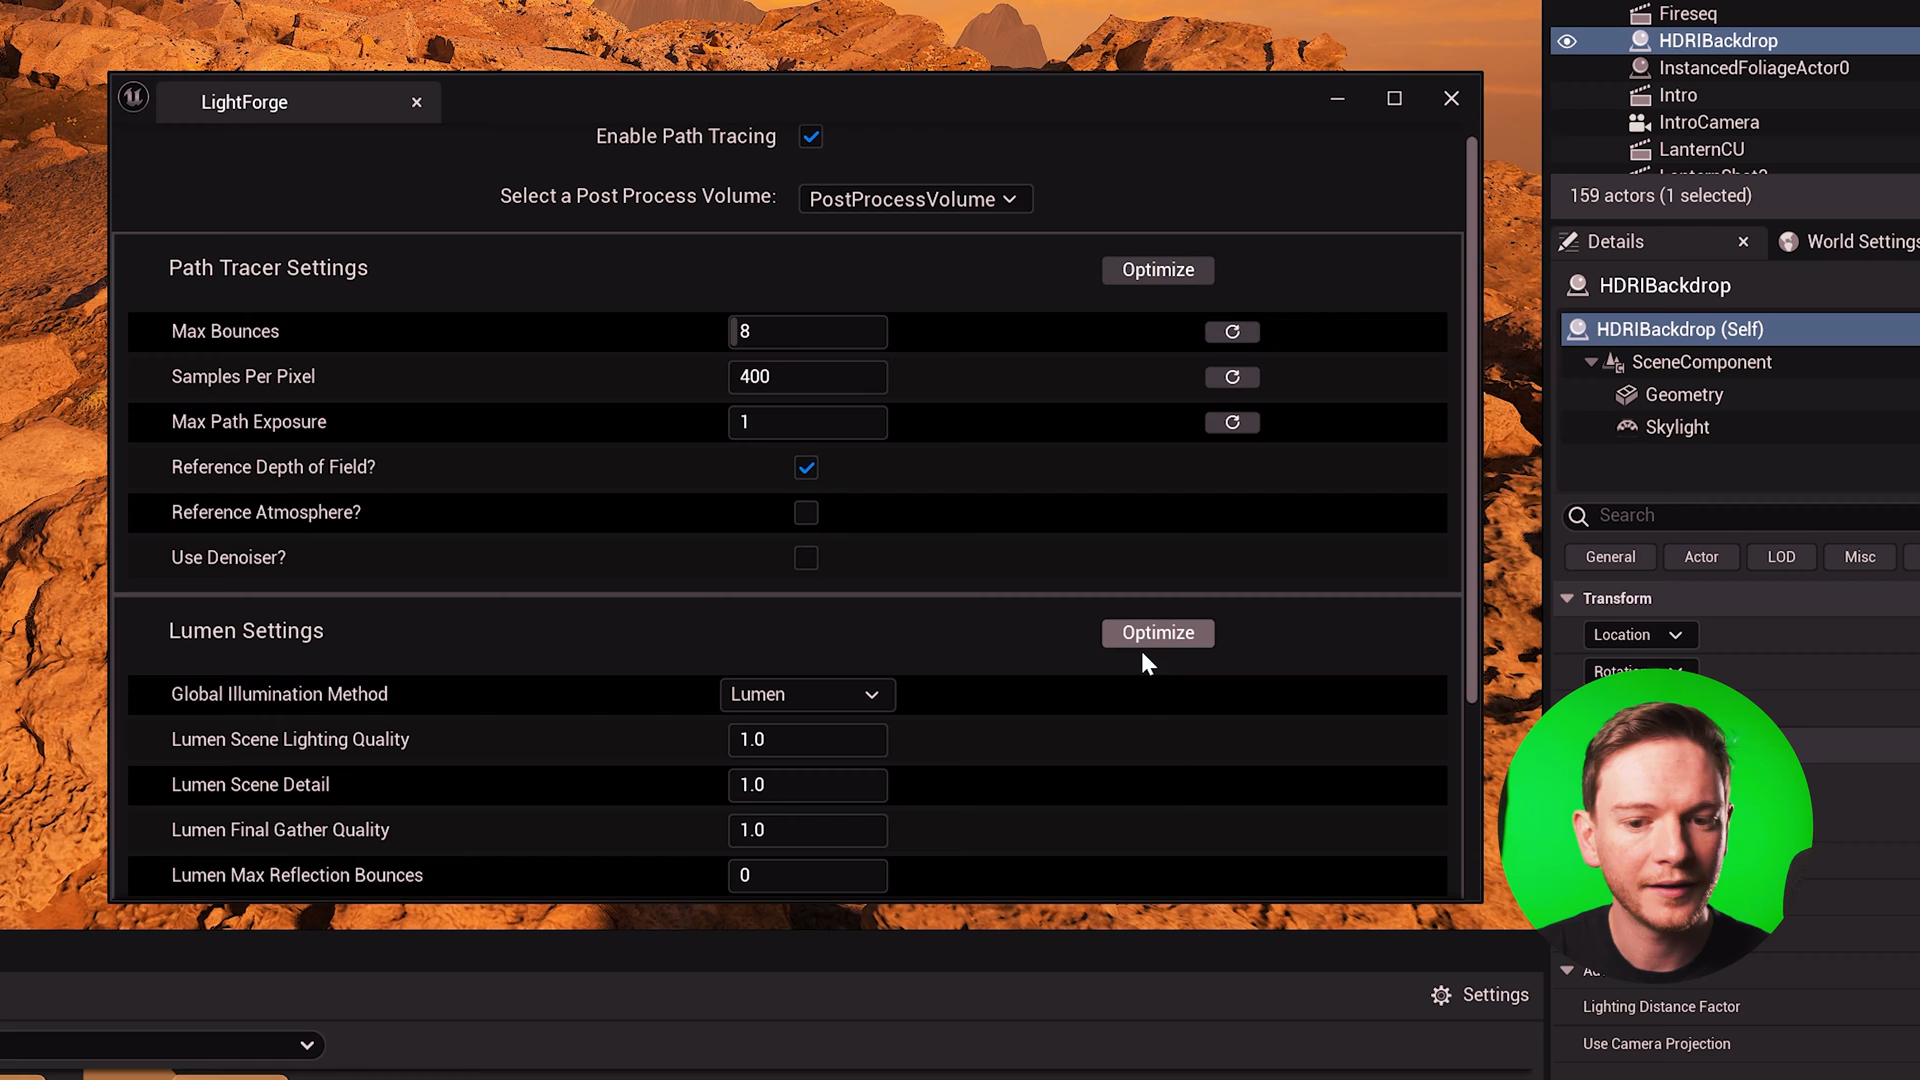 LightForge
Enable Path Tracing
Select a Post Process Volume: PostProcessVolume
Path Tracer Settings Optimize
Max Bounces 8
Samples Per Pixel 400
Max Path Exposure 1
Reference Depth of Field?
Reference Atmosphere?
Use Denoiser?
Lumen Settings Optimize
Global Illumination Method Lumen
Lumen Scene Lighting Quality 1.0
Lumen Scene Detail 1.0
Lumen Final Gather Quality 1.0
Lumen Max Reflection Bounces 0
Settings
Fireseq
HDRIBackdrop
InstancedFoliageActor0
Intro
IntroCamera
LanternCU
159 actors (1 selected)
Details World Settings
HDRIBackdrop
HDRIBackdrop (Self)
SceneComponent
Geometry
Skylight
Search
General Actor LOD Misc
Transform
Location
Lighting Distance Factor
Use Camera Projection